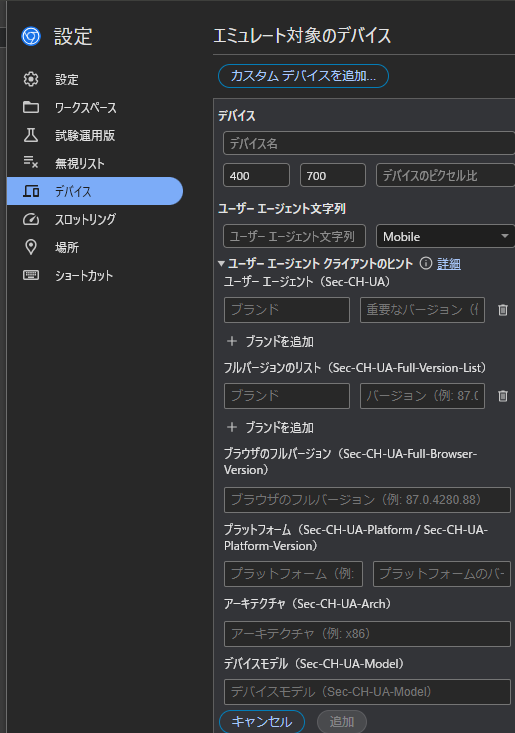 設定
設定
ワークスペース
試験運用版
無視リスト
デバイス
スロットリング
場所
ショートカット
エミュレート対象のデバイス
カスタム デバイスを追加...
デバイス
デバイス名
400 700 デバイスのピクセル比
ユーザー エージェント文字列
ユーザー エージェント文字列 Mobile
ユーザー エージェント クライアントのヒント 詳細
ユーザー エージェント（Sec-CH-UA）
ブランド 重要なバージョン（
+ ブランドを追加
フルバージョンのリスト（Sec-CH-UA-Full-Version-List）
ブランド バージョン（例: 87.0
+ ブランドを追加
ブラウザのフルバージョン（Sec-CH-UA-Full-Browser-
Version）
ブラウザのフルバージョン（例: 87.0.4280.88）
プラットフォーム（Sec-CH-UA-Platform / Sec-CH-UA-
Platform-Version）
プラットフォーム（例: プラットフォームのバー
アーキテクチャ（Sec-CH-UA-Arch）
アーキテクチャ（例: x86）
デバイスモデル（Sec-CH-UA-Model）
デバイスモデル（Sec-CH-UA-Model）
キャンセル 追加